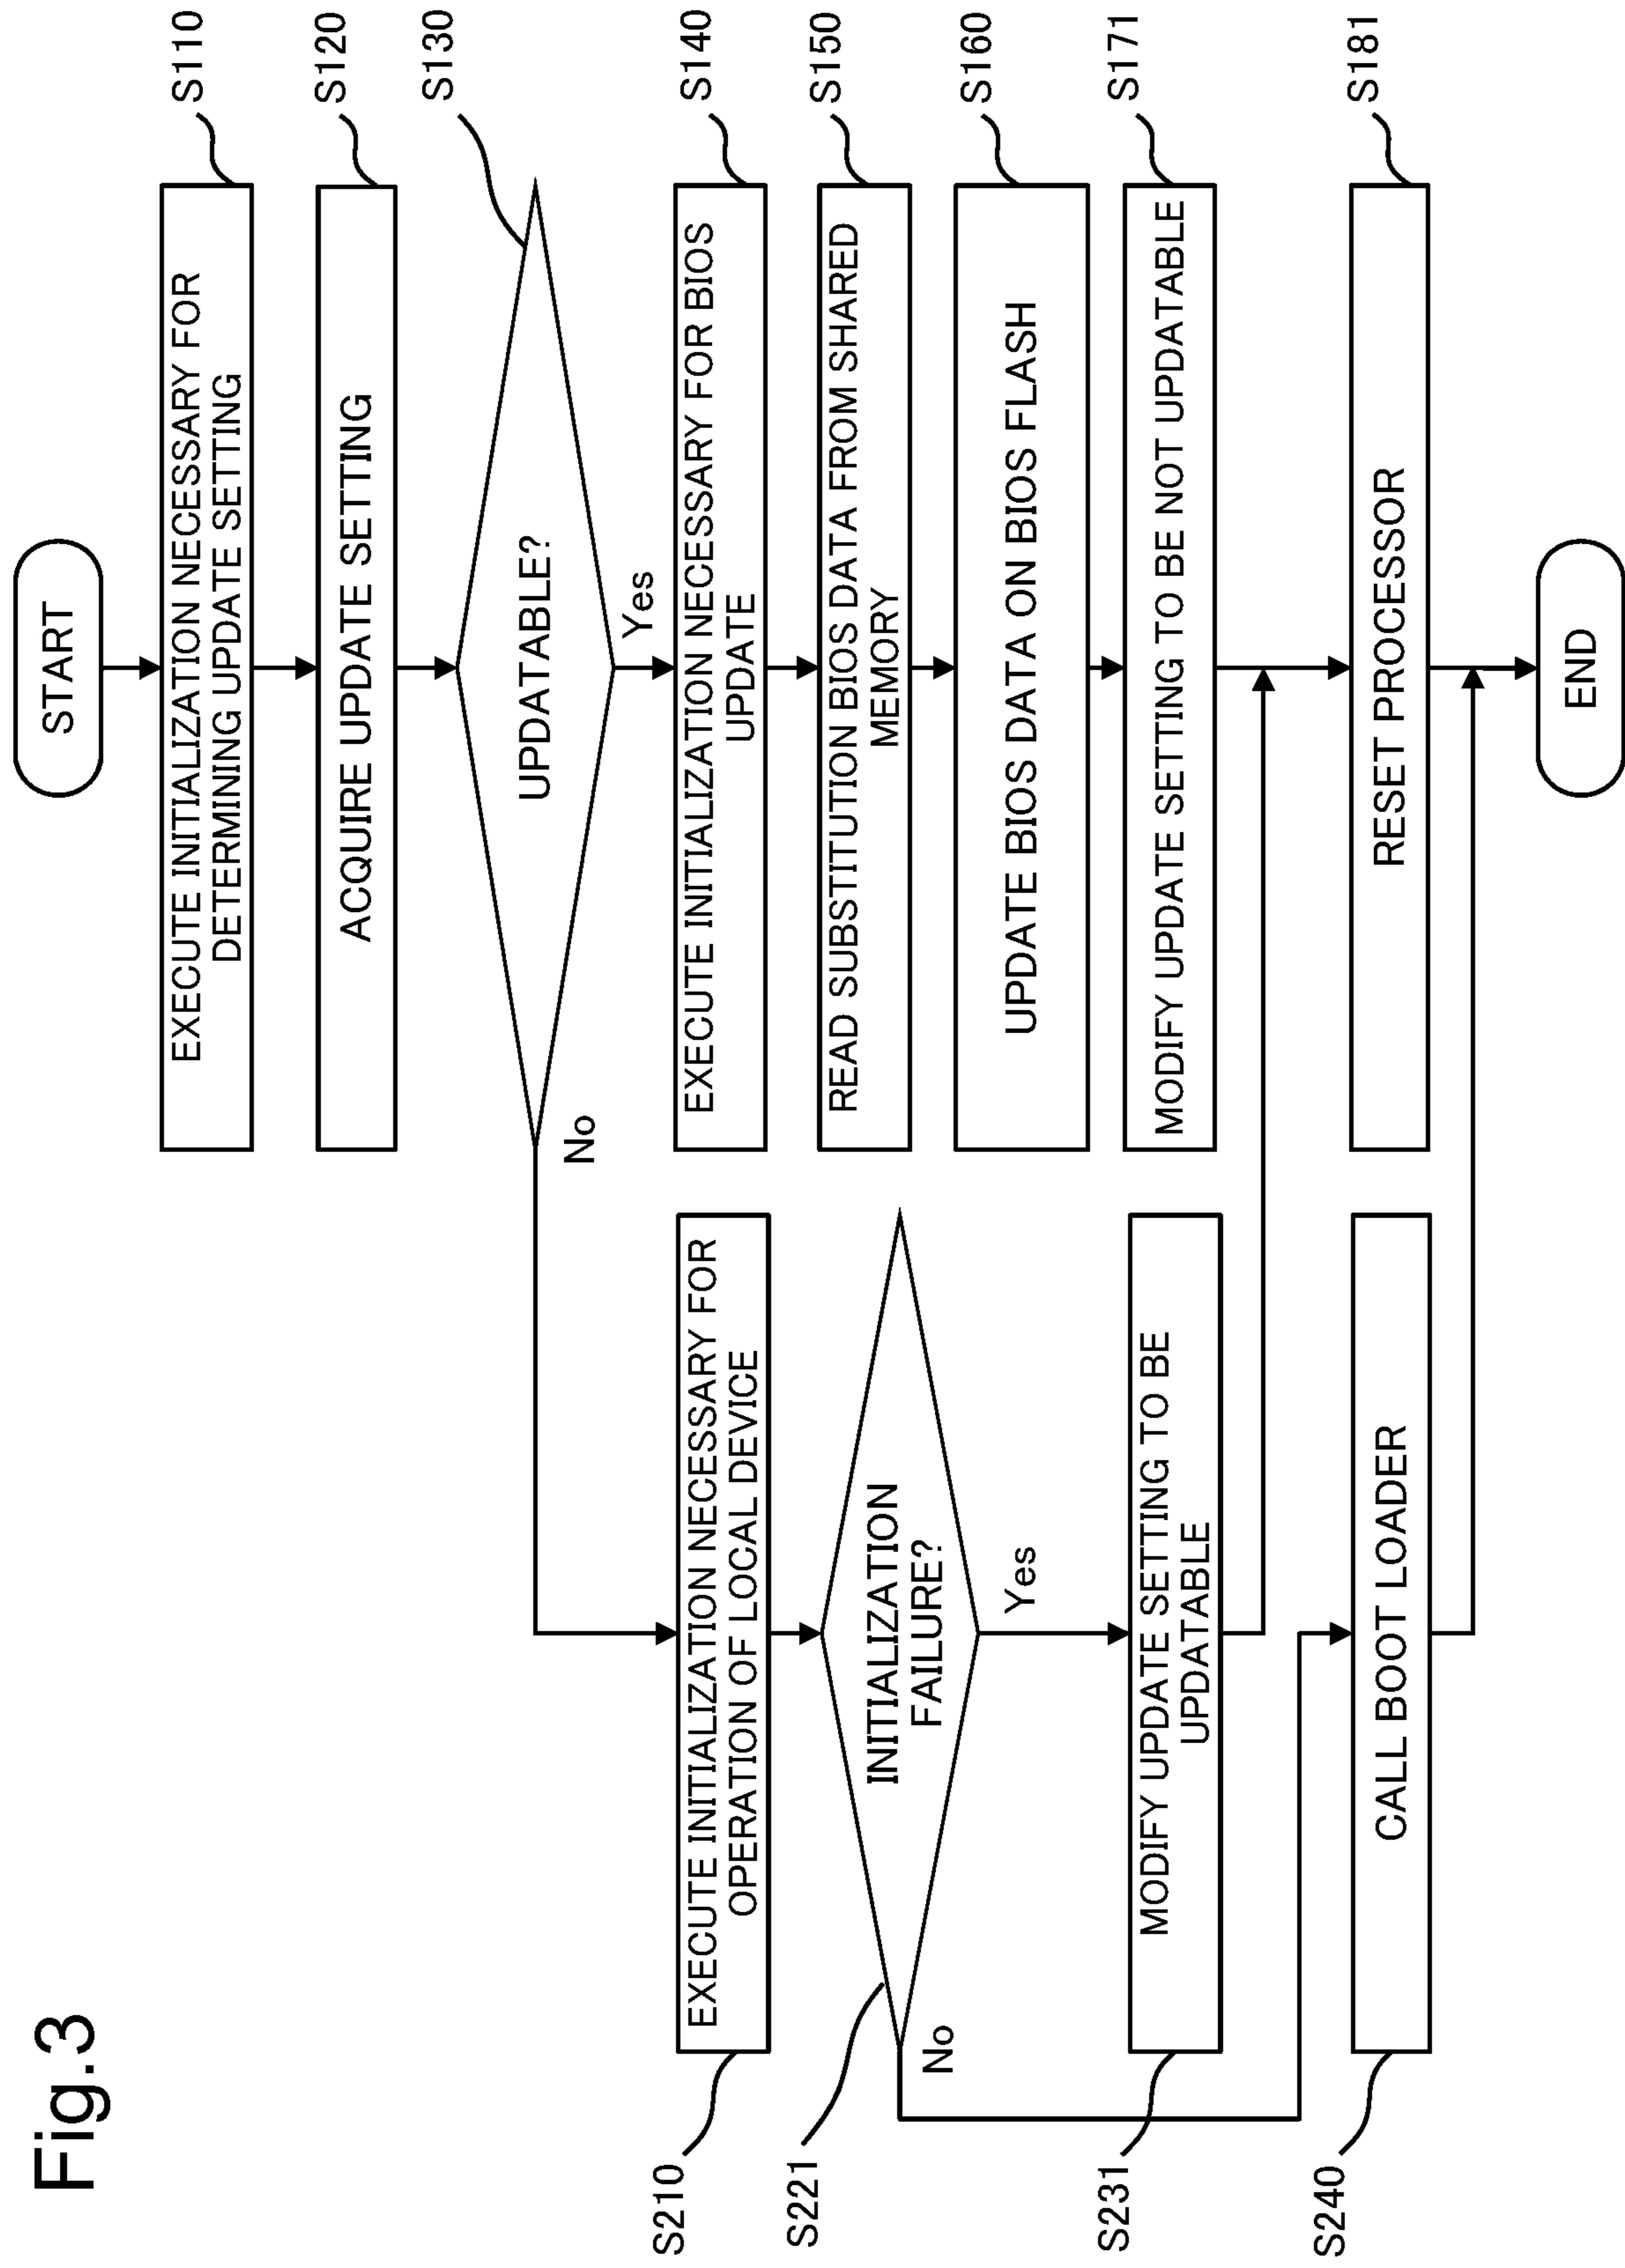 Fig.3
START
EXECUTE INITIALIZATION NECESSARY FOR
DETERMINING UPDATE SETTING
S110
ACQUIRE UPDATE SETTING
S120
UPDATABLE?
S130
No
Yes
EXECUTE INITIALIZATION NECESSARY FOR BIOS
UPDATE
S140
READ SUBSTITUTION BIOS DATA FROM SHARED
MEMORY
S150
UPDATE BIOS DATA ON BIOS FLASH
S160
MODIFY UPDATE SETTING TO BE NOT UPDATABLE
S171
RESET PROCESSOR
S181
S210
EXECUTE INITIALIZATION NECESSARY FOR
OPERATION OF LOCAL DEVICE
S221
INITIALIZATION
FAILURE?
No
Yes
S231
MODIFY UPDATE SETTING TO BE
UPDATABLE
S240
CALL BOOT LOADER
END